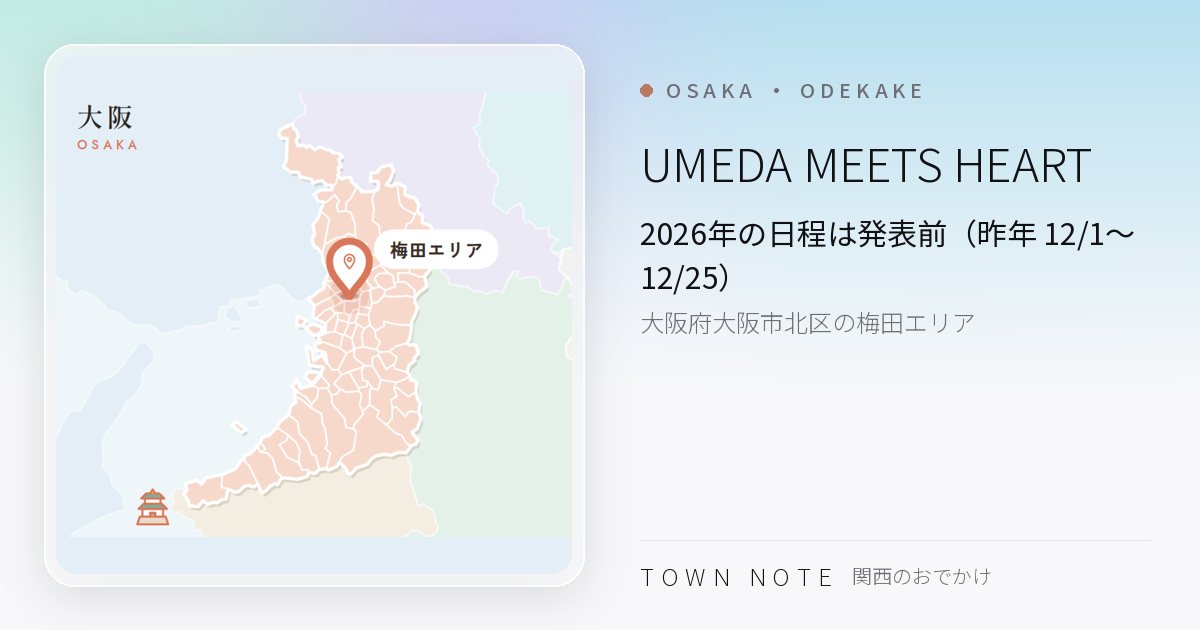 大阪
OSAKA
梅田エリア
OSAKA • ODEKAKE
UMEDA MEETS HEART
2026年の日程は発表前（昨年 12/1〜
12/25）
大阪府大阪市北区の梅田エリア
TOWN NOTE 関西のおでかけ